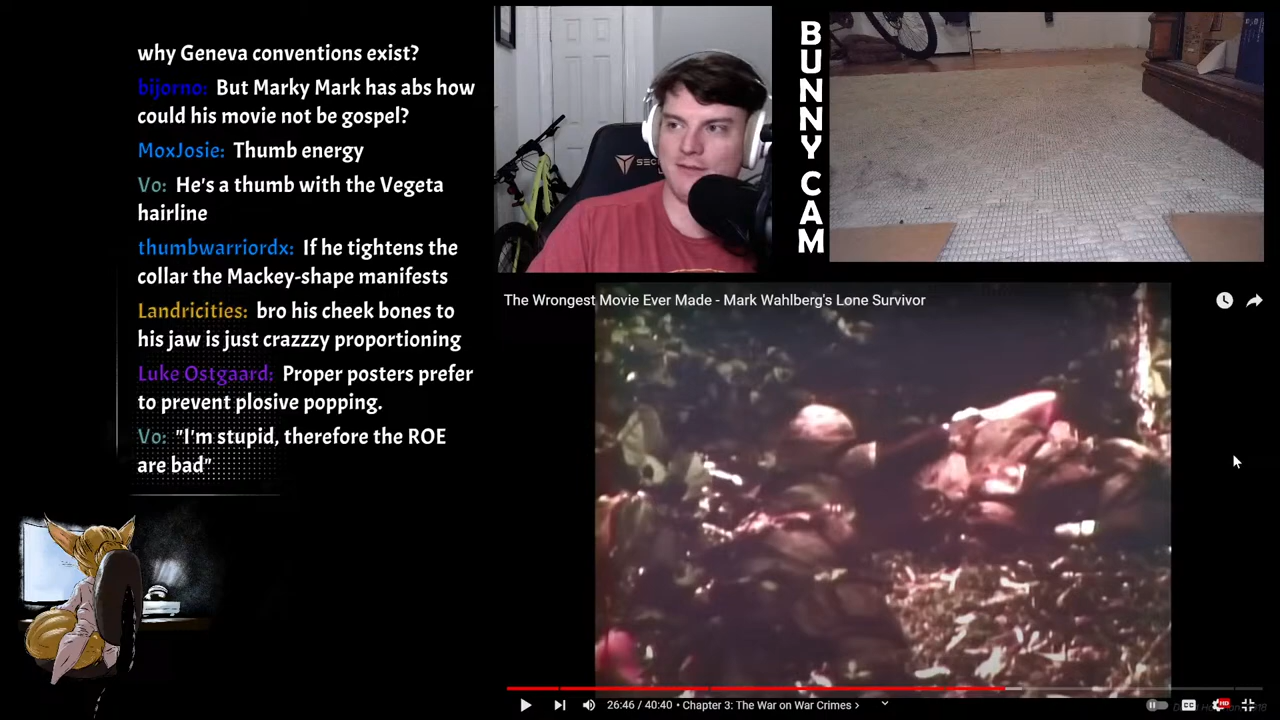 why Geneva conventions exist?
bijorno: But Marky Mark has abs how
could his movie not be gospel?
MoxJosie: Thumb energy
Vo: He's a thumb with the Vegeta
hairline
thumbwarriordx: If he tightens the
collar the Mackey-shape manifests
Landricities: bro his cheek bones to
his jaw is just crazzzy proportioning
Luke Ostgaard: Proper posters prefer
to prevent plosive popping.
Vo: "I'm stupid, therefore the ROE
are bad"
BUNNY CAM
The Wrongest Movie Ever Made - Mark Wahlberg's Lone Survivor
26:46 / 40:40 • Chapter 3: The War on War Crimes >
CC
HD